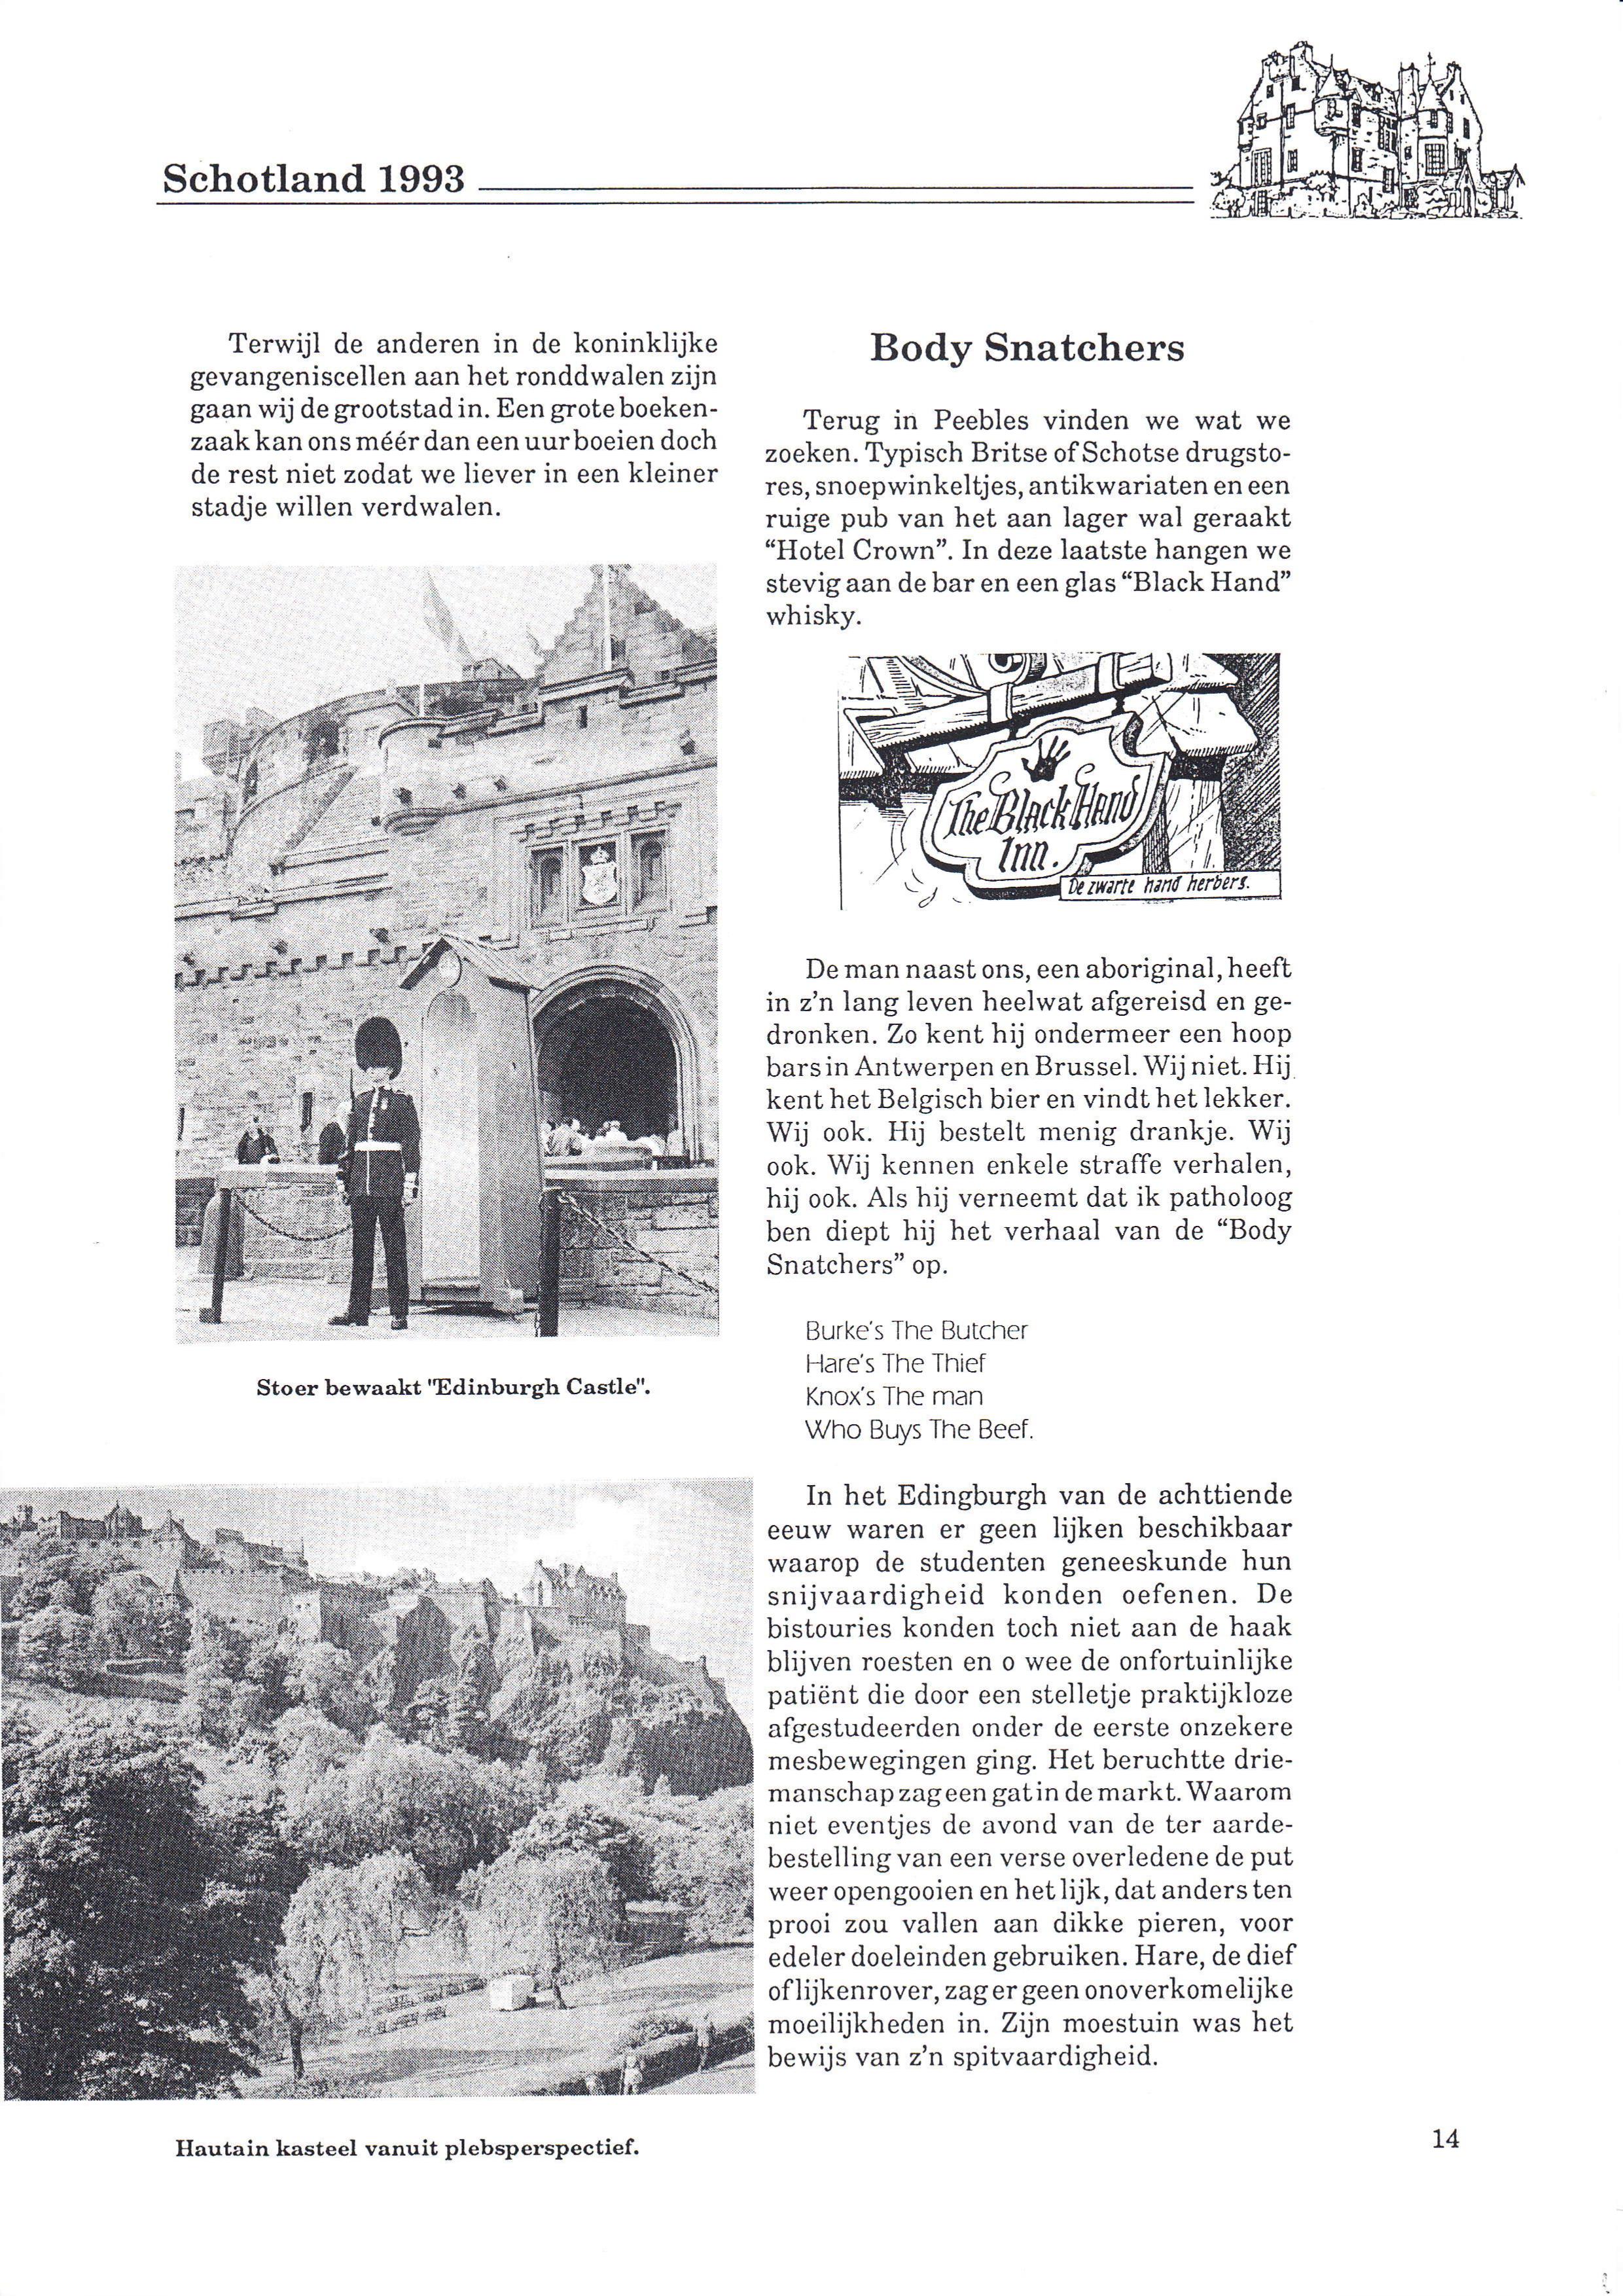 Schotland 1993
Terwijl de anderen in de koninklijke
gevangeniscellen aan het ronddwalen zijn
gaan wij de grootstad in. Een grote boeken-
zaak kan ons méér dan een uur boeien doch
de rest niet zodat we liever in een kleiner
stadje willen verdwalen.
Stoer bewaakt "Edinburgh Castle".
Hautain kasteel vanuit plebsperspectief.
Body Snatchers
Terug in Peebles vinden we wat we
zoeken. Typisch Britse of Schotse drugsto-
res, snoepwinkeltjes, antikwariaten en een
ruige pub van het aan lager wal geraakt
“Hotel Crown”. In deze laatste hangen we
stevig aan de bar en een glas “Black Hand”
whisky.
The Black Hand
Inn.
De zwarte hand herberg.
De man naast ons, een aboriginal, heeft
in z’n lang leven heelwat afgereisd en ge-
dronken. Zo kent hij ondermeer een hoop
bars in Antwerpen en Brussel. Wij niet. Hij
kent het Belgisch bier en vindt het lekker.
Wij ook. Hij bestelt menig drankje. Wij
ook. Wij kennen enkele straffe verhalen,
hij ook. Als hij verneemt dat ik patholoog
ben diept hij het verhaal van de “Body
Snatchers” op.
Burke's The Butcher
Hare's The Thief
Knox's The man
Who Buys The Beef.
In het Edingburgh van de achttiende
eeuw waren er geen lijken beschikbaar
waarop de studenten geneeskunde hun
snijvaardigheid konden oefenen. De
bistouries konden toch niet aan de haak
blijven roesten en o wee de onfortuinlijke
patiënt die door een stelletje praktijkloze
afgestudeerden onder de eerste onzekere
mesbewegingen ging. Het beruchtte drie-
manschap zag een gat in de markt. Waarom
niet eventjes de avond van de ter aarde-
bestelling van een verse overledene de put
weer opengooien en het lijk, dat anders ten
prooi zou vallen aan dikke pieren, voor
edeler doeleinden gebruiken. Hare, de dief
of lijkenrover, zag er geen onoverkomelijke
moeilijkheden in. Zijn moestuin was het
bewijs van z’n spitvaardigheid.
14